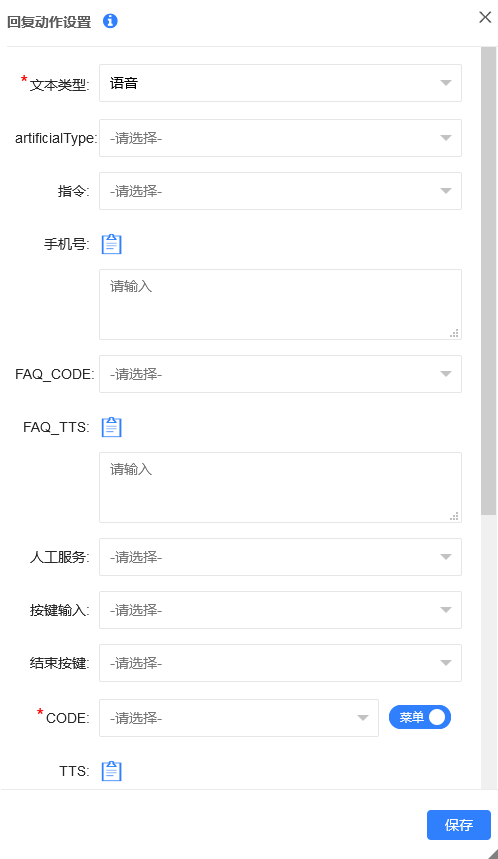 回复动作设置
*文本类型: 语音
artificialType: -请选择-
指令: -请选择-
手机号:
请输入
FAQ_CODE: -请选择-
FAQ_TTS:
请输入
人工服务: -请选择-
按键输入: -请选择-
结束按键: -请选择-
*CODE: -请选择- 菜单
TTS:
保存